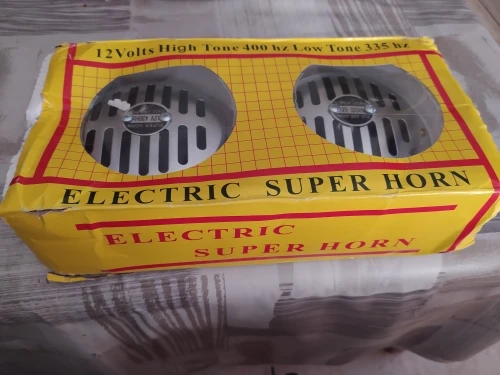 12Volts High Tone 400 hz Low Tone 335 hz
ELECTRIC SUPER HORN
ELECTRIC
SUPER HORN